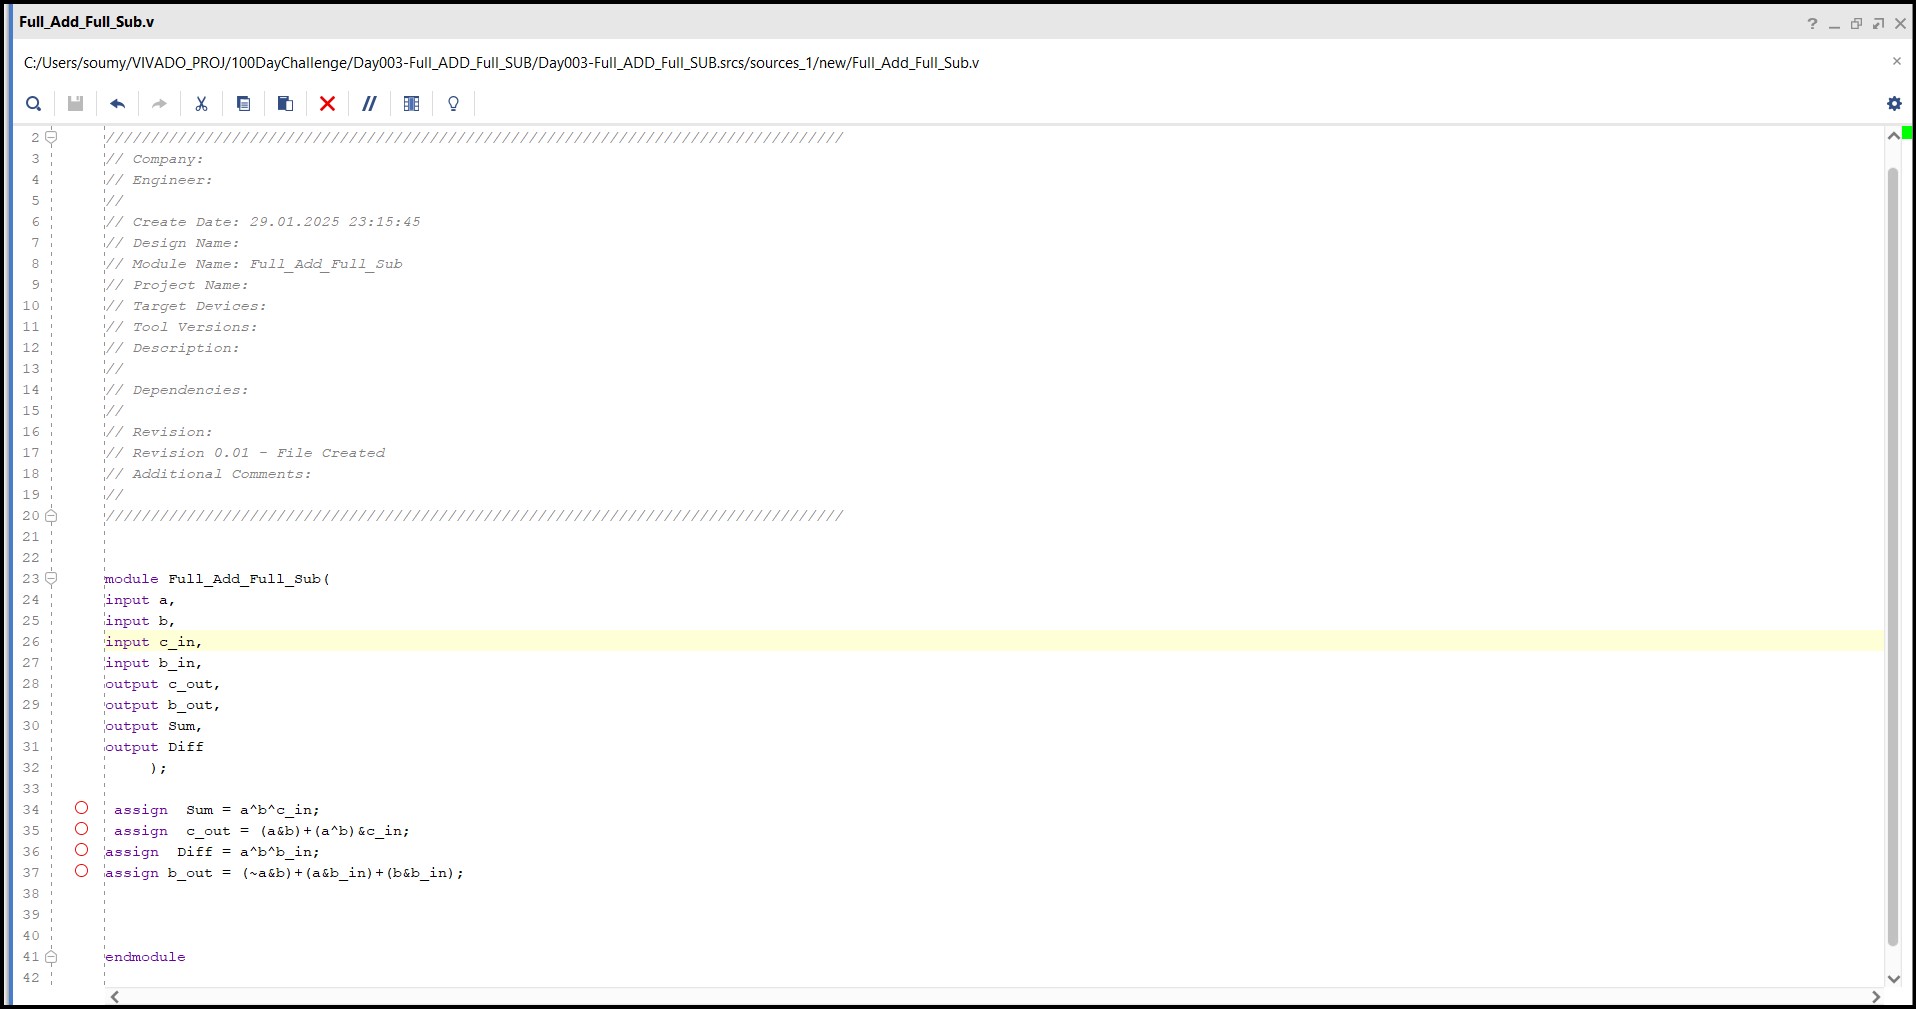 Full_Add_Full_Sub.v
C:/Users/soumy/VIVADO_PROJ/100DayChallenge/Day003-Full_ADD_Full_SUB/Day003-Full_ADD_Full_SUB.srcs/sources_1/new/Full_Add_Full_Sub.v
2 //////////////////////////////////////////////////////////////////////////////////
3 // Company:
4 // Engineer:
5 //
6 // Create Date: 29.01.2025 23:15:45
7 // Design Name:
8 // Module Name: Full_Add_Full_Sub
9 // Project Name:
10 // Target Devices:
11 // Tool Versions:
12 // Description:
13 //
14 // Dependencies:
15 //
16 // Revision:
17 // Revision 0.01 - File Created
18 // Additional Comments:
19 //
20 //////////////////////////////////////////////////////////////////////////////////
21
22
23 module Full_Add_Full_Sub(
24 input a,
25 input b,
26 input c_in,
27 input b_in,
28 output c_out,
29 output b_out,
30 output Sum,
31 output Diff
32 );
33
34 assign  Sum = a^b^c_in;
35 assign  c_out = (a&b)+(a^b)&c_in;
36 assign  Diff = a^b^b_in;
37 assign b_out = (~a&b)+(a&b_in)+(b&b_in);
38
39
40
41 endmodule
42